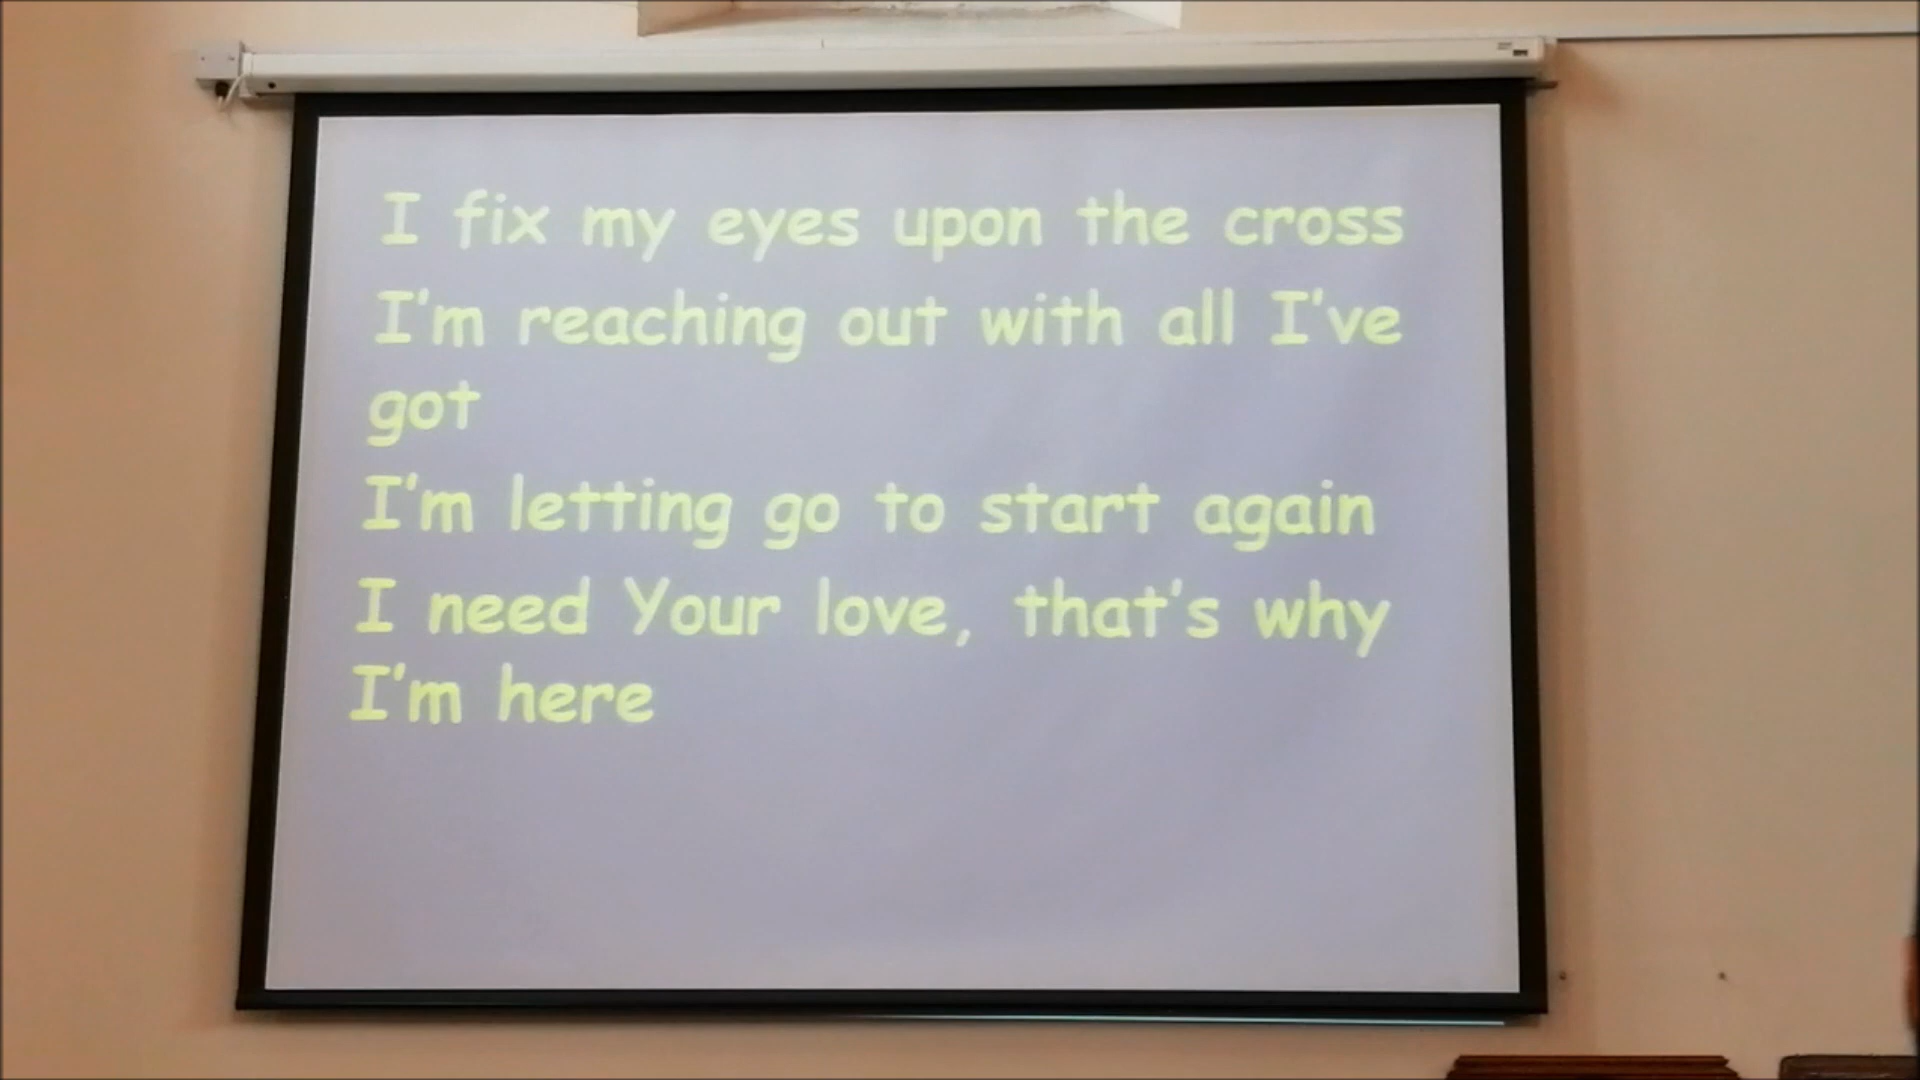 I fix my eyes upon the cross
I'm reaching out with all I've
got
I'm letting go to start again
I need Your love, that's why
I'm here